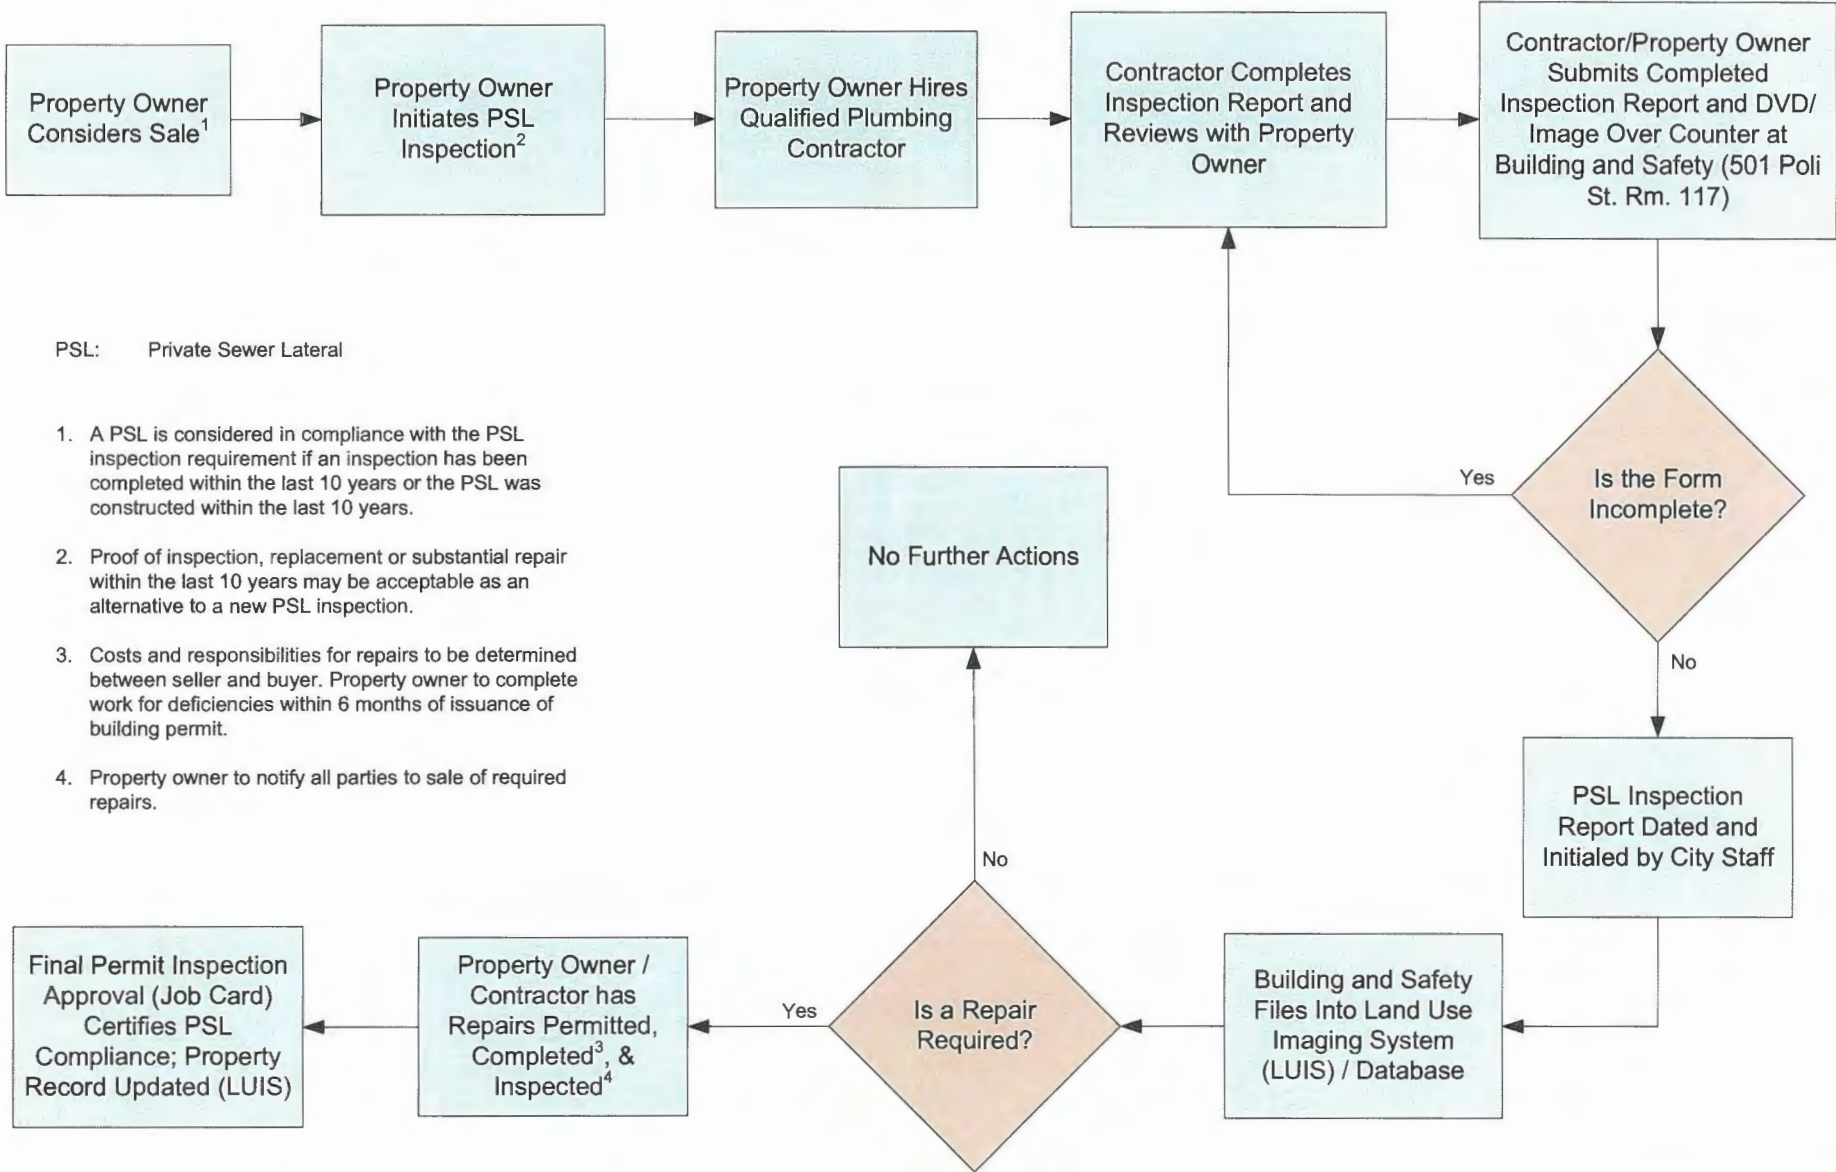 Property Owner
Considers Sale¹
Property Owner
Initiates PSL
Inspection²
Property Owner Hires
Qualified Plumbing
Contractor
Contractor Completes
Inspection Report and
Reviews with Property
Owner
Contractor/Property Owner
Submits Completed
Inspection Report and DVD/
Image Over Counter at
Building and Safety (501 Poli
St. Rm. 117)
Is the Form
Incomplete?
Yes
No
PSL: Private Sewer Lateral
1. A PSL is considered in compliance with the PSL
inspection requirement if an inspection has been
completed within the last 10 years or the PSL was
constructed within the last 10 years.
2. Proof of inspection, replacement or substantial repair
within the last 10 years may be acceptable as an
alternative to a new PSL inspection.
3. Costs and responsibilities for repairs to be determined
between seller and buyer. Property owner to complete
work for deficiencies within 6 months of issuance of
building permit.
4. Property owner to notify all parties to sale of required
repairs.
PSL Inspection
Report Dated and
Initialed by City Staff
Building and Safety
Files Into Land Use
Imaging System
(LUIS) / Database
Is a Repair
Required?
No
No Further Actions
Yes
Property Owner /
Contractor has
Repairs Permitted,
Completed³, &
Inspected⁴
Final Permit Inspection
Approval (Job Card)
Certifies PSL
Compliance; Property
Record Updated (LUIS)